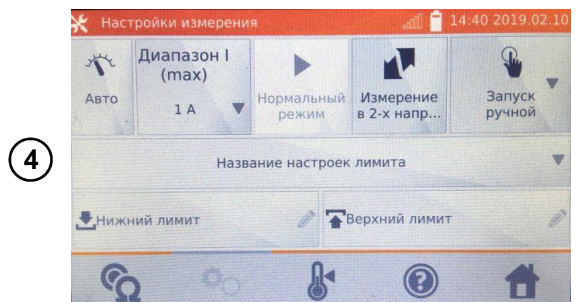 Настройки измерения
14:40 2019.02.10
Диапазон I
(max)
Авто
1 A
Нормальный
режим
Измерение
в 2-х напр...
Запуск
ручной
4
Название настроек лимита
Нижний лимит
Верхний лимит